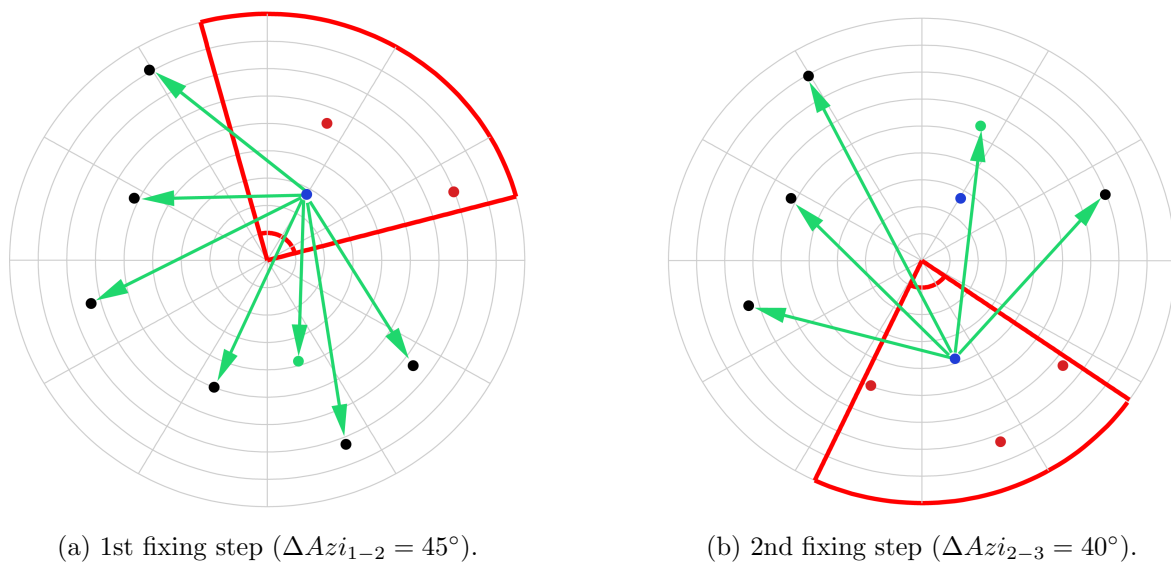 (a) 1st fixing step (ΔAzi₁₋₂ = 45°).
(b) 2nd fixing step (ΔAzi₂₋₃ = 40°).